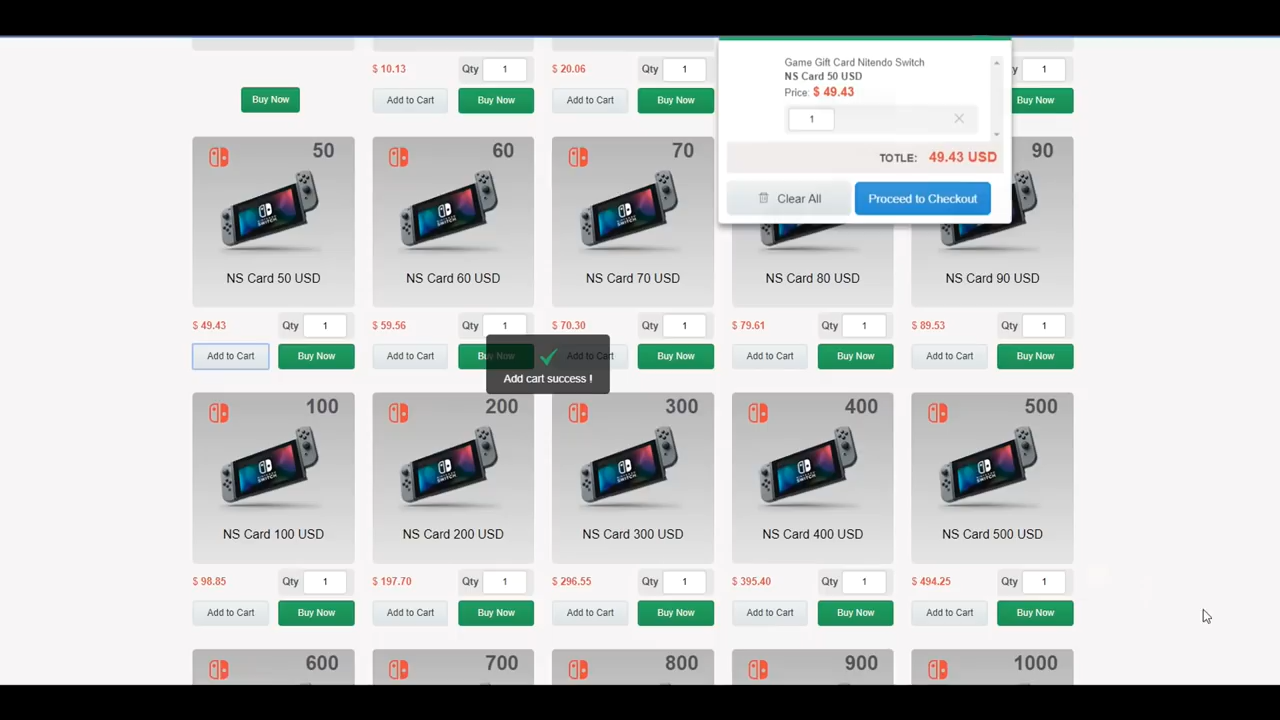 $ 10.13 Qty 1
$ 20.06 Qty 1
y 1
Buy Now
Add to Cart Buy Now
Add to Cart Buy Now
Buy Now
Game Gift Card Nitendo Switch
NS Card 50 USD
Price: $ 49.43
1
TOTLE: 49.43 USD
Clear All
Proceed to Checkout
50
NS Card 50 USD
60
NS Card 60 USD
70
NS Card 70 USD
NS Card 80 USD
90
NS Card 90 USD
$ 49.43 Qty 1
$ 59.56 Qty 1
$ 70.30 Qty 1
$ 79.61 Qty 1
$ 89.53 Qty 1
Add to Cart Buy Now
Add to Cart Buy Now
Add to Cart Buy Now
Add to Cart Buy Now
Add to Cart Buy Now
Add cart success !
100
NS Card 100 USD
200
NS Card 200 USD
300
NS Card 300 USD
400
NS Card 400 USD
500
NS Card 500 USD
$ 98.85 Qty 1
$ 197.70 Qty 1
$ 296.55 Qty 1
$ 395.40 Qty 1
$ 494.25 Qty 1
Add to Cart Buy Now
Add to Cart Buy Now
Add to Cart Buy Now
Add to Cart Buy Now
Add to Cart Buy Now
600
700
800
900
1000